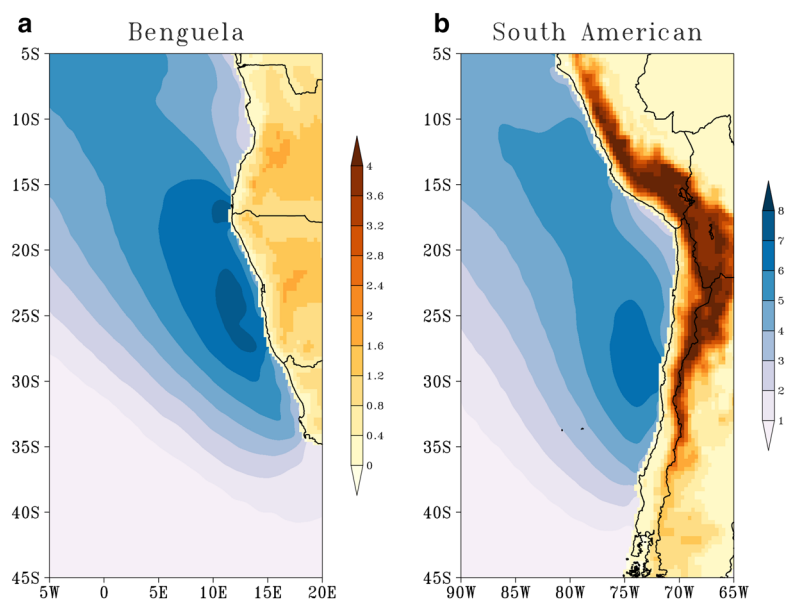 a Benguela
5S
10S
15S
20S
25S
30S
35S
40S
45S
5W 0 5E 10E 15E 20E
4
3.6
3.2
2.8
2.4
2
1.6
1.2
0.8
0.4
0
b South American
5S
10S
15S
20S
25S
30S
35S
40S
45S
90W 85W 80W 75W 70W 65W
8
7
6
5
4
3
2
1